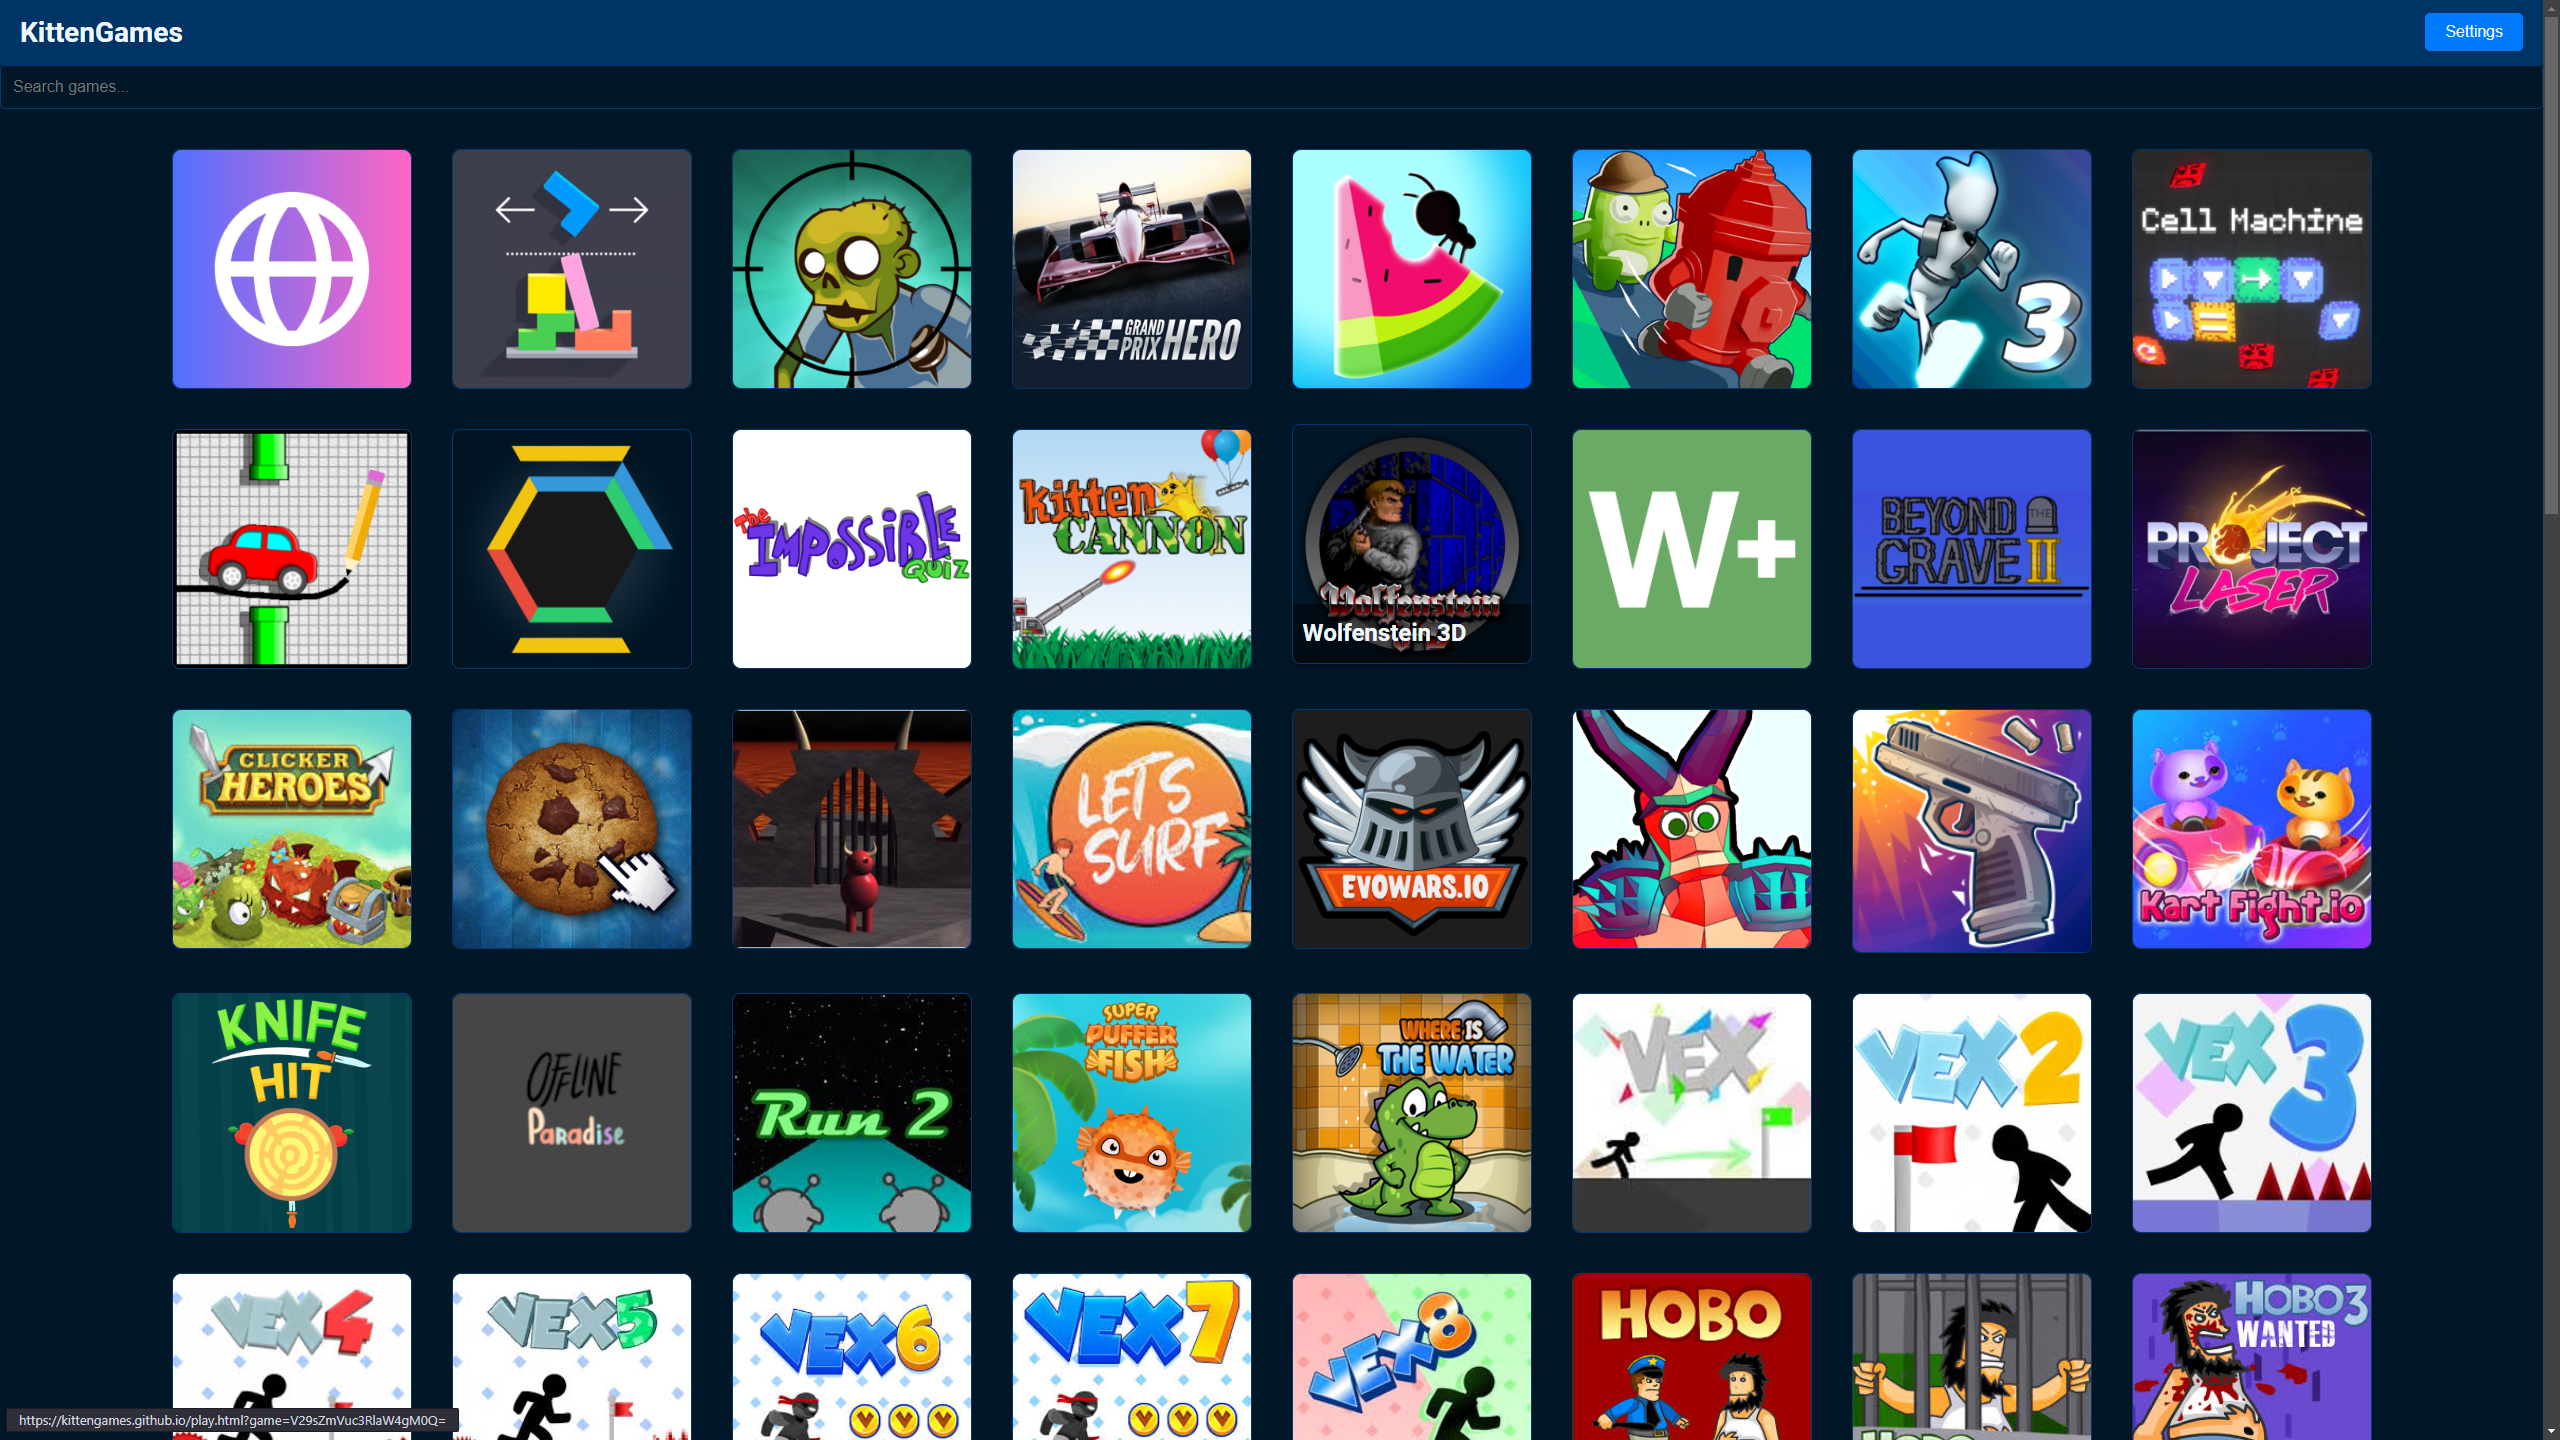 KittenGames
Settings
Search games...
GRAND
PRIX HERO
3
Cell Machine
The
IMPOSSIBLE
QUIZ
kitten
CANNON
Wolfenstein
3D
Wolfenstein 3D
W+
BEYOND
THE
GRAVE II
PROJECT
LASER
CLICKER
HEROES
LET'S
SURF
EVOWARS.IO
Kart Fight.io
KNIFE
HIT
OFFLINE
Paradise
Run 2
SUPER
PUFFER
FISH
WHERE IS
THE WATER
VEX
VEX 2
VEX 3
VEX 4
VEX 5
VEX 6
VEX 7
VEX 8
HOBO
HOBO
HOBO 3
WANTED
https://kittengames.github.io/play.html?game=V29sZmVuc3RlaW4gM0Q=